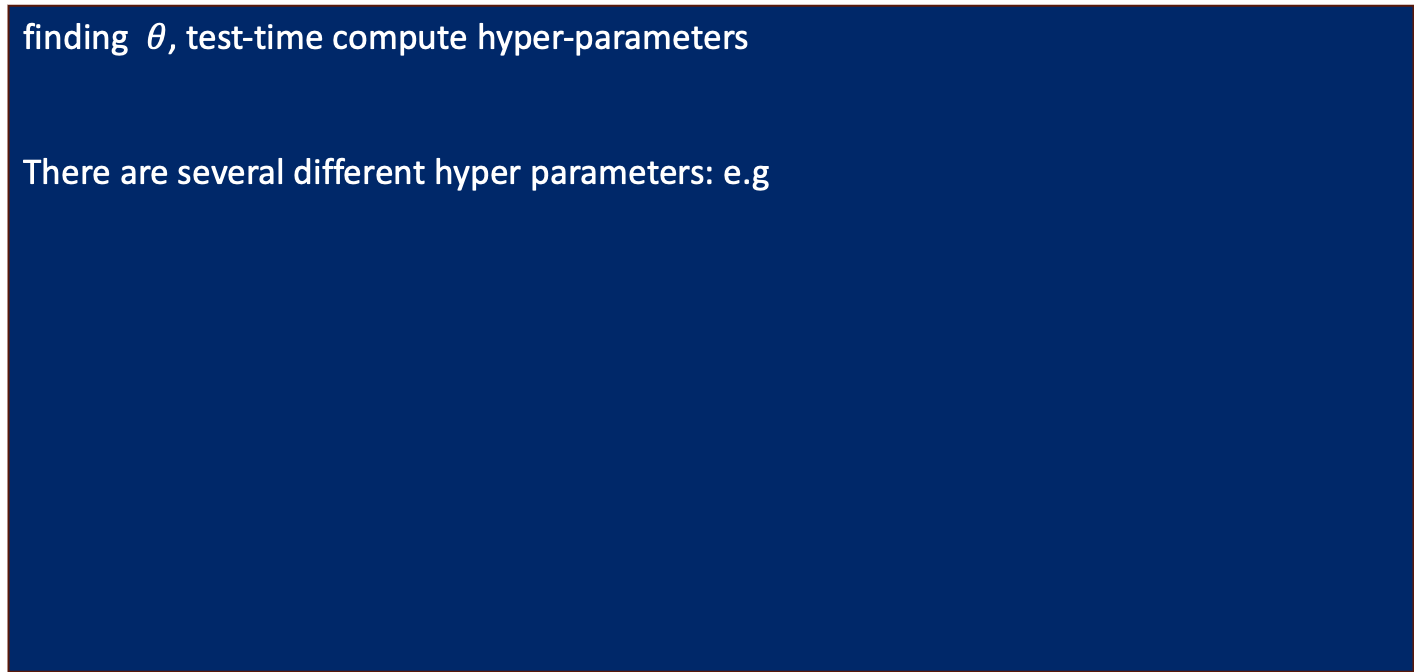 finding θ, test-time compute hyper-parameters
There are several different hyper parameters: e.g